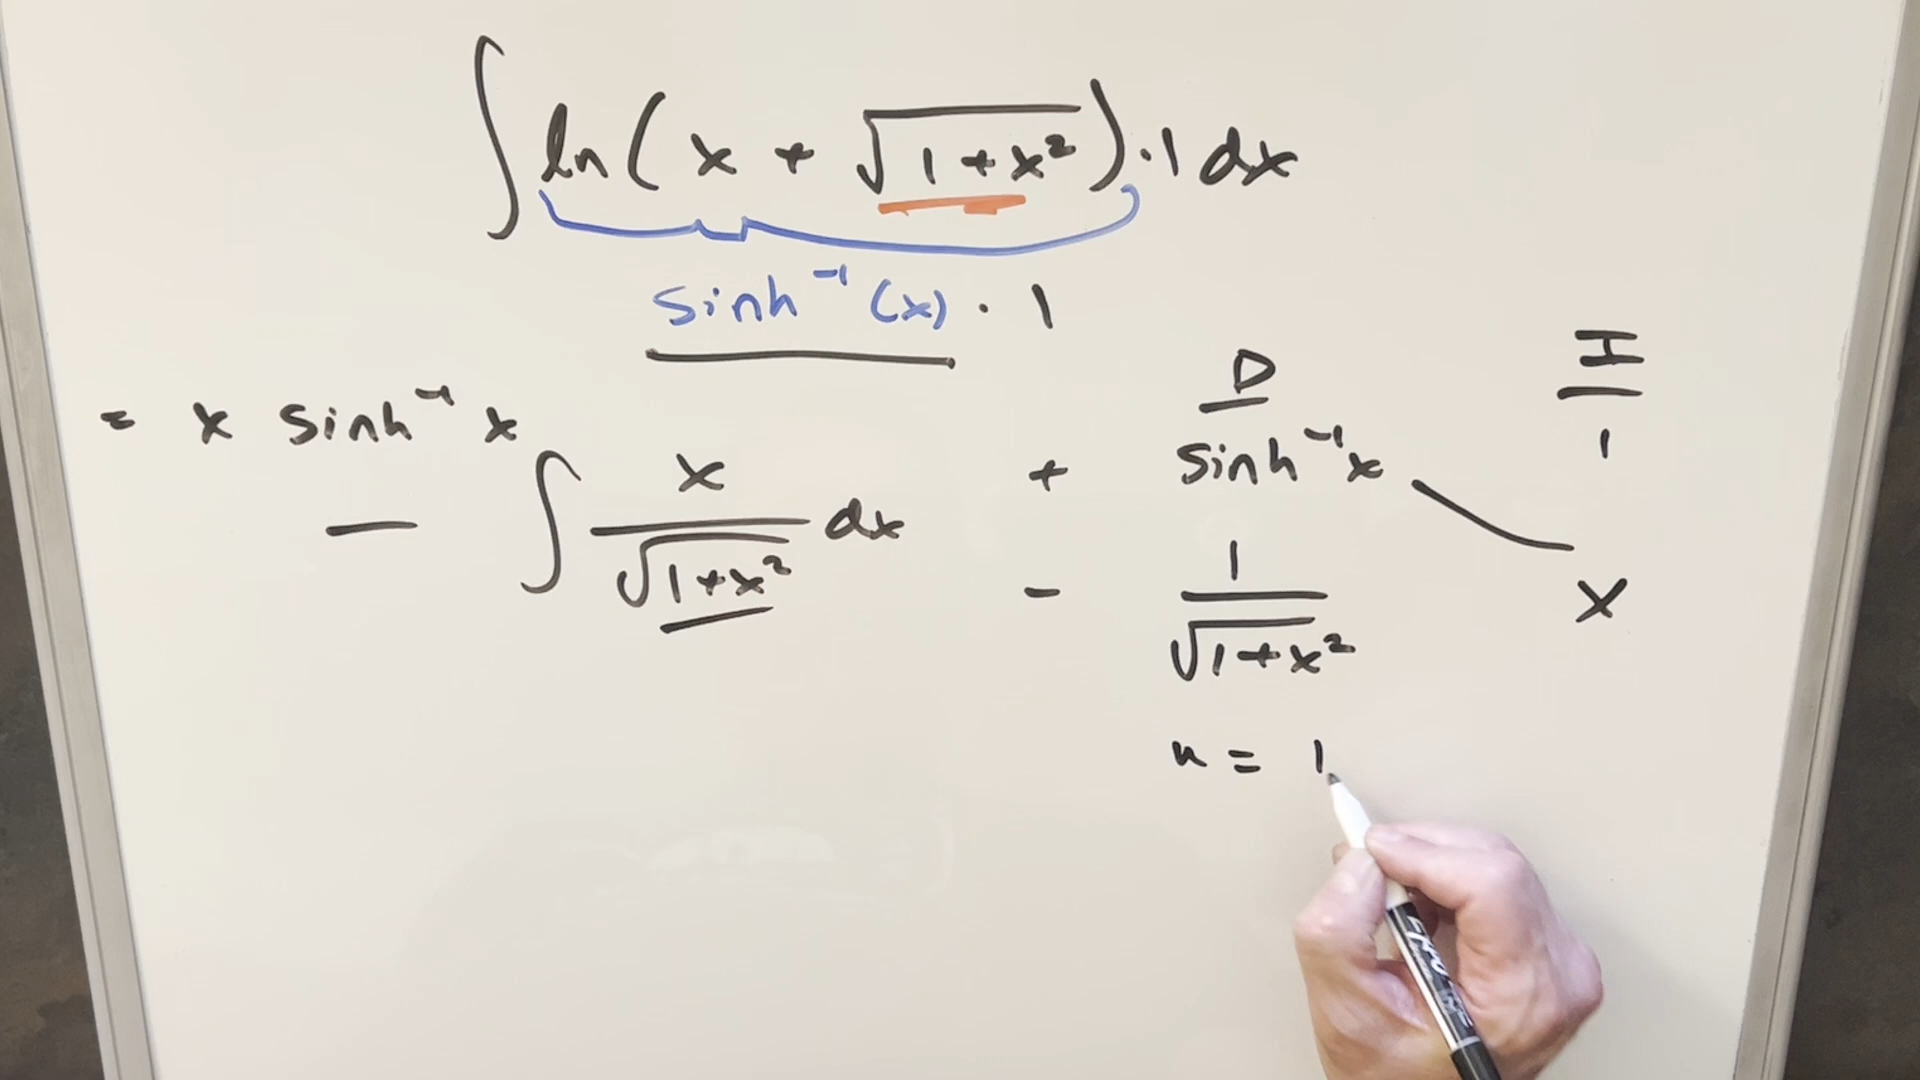 ∫ ln(x + √(1+x²)) · 1 dx
sinh⁻¹(x) · 1
D I
= x sinh⁻¹ x
+ sinh⁻¹x 1
− ∫ x/√(1+x²) dx
− 1/√(1+x²) x
u = 1